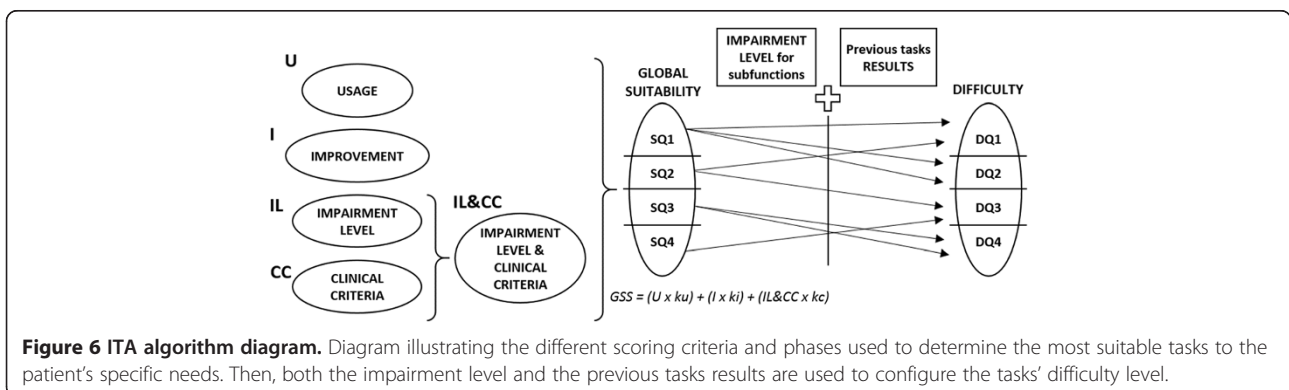 U
USAGE
I
IMPROVEMENT
IL
IMPAIRMENT
LEVEL
CC
CLINICAL
CRITERIA
IL&CC
IMPAIRMENT
LEVEL &
CLINICAL
CRITERIA
GLOBAL
SUITABILITY
SQ1
SQ2
SQ3
SQ4
GSS = (U x ku) + (I x ki) + (IL&CC x kc)
IMPAIRMENT
LEVEL for
subfunctions
Previous tasks
RESULTS
DIFFICULTY
DQ1
DQ2
DQ3
DQ4
Figure 6 ITA algorithm diagram. Diagram illustrating the different scoring criteria and phases used to determine the most suitable tasks to the
patient's specific needs. Then, both the impairment level and the previous tasks results are used to configure the tasks' difficulty level.